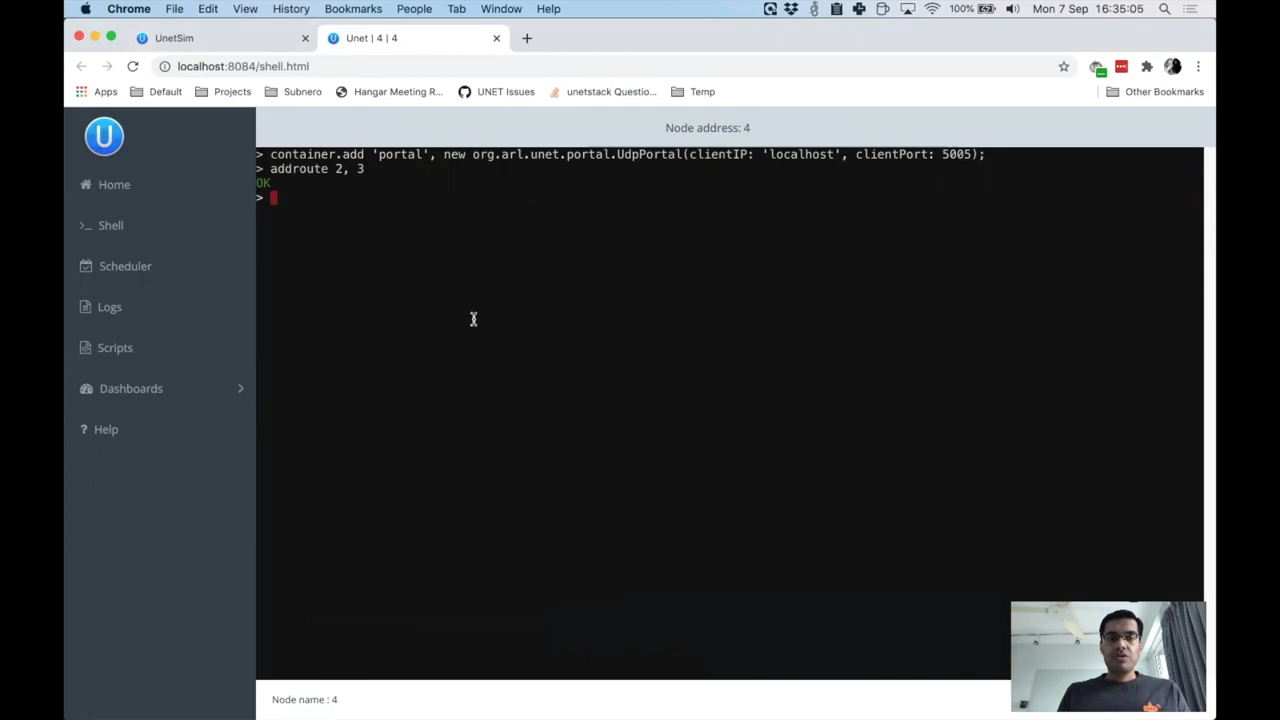 Chrome File Edit View History Bookmarks People Tab Window Help 100% Mon 7 Sep 16:35:05
UnetSim Unet | 4 | 4
localhost:8084/shell.html
Apps Default Projects Subnero Hangar Meeting R... UNET Issues unetstack Questio... Temp Other Bookmarks
U
Node address: 4
> container.add 'portal', new org.arl.unet.portal.UdpPortal(clientIP: 'localhost', clientPort: 5005);
> addroute 2, 3
OK
>
Home
Shell
Scheduler
Logs
Scripts
Dashboards
Help
Node name : 4